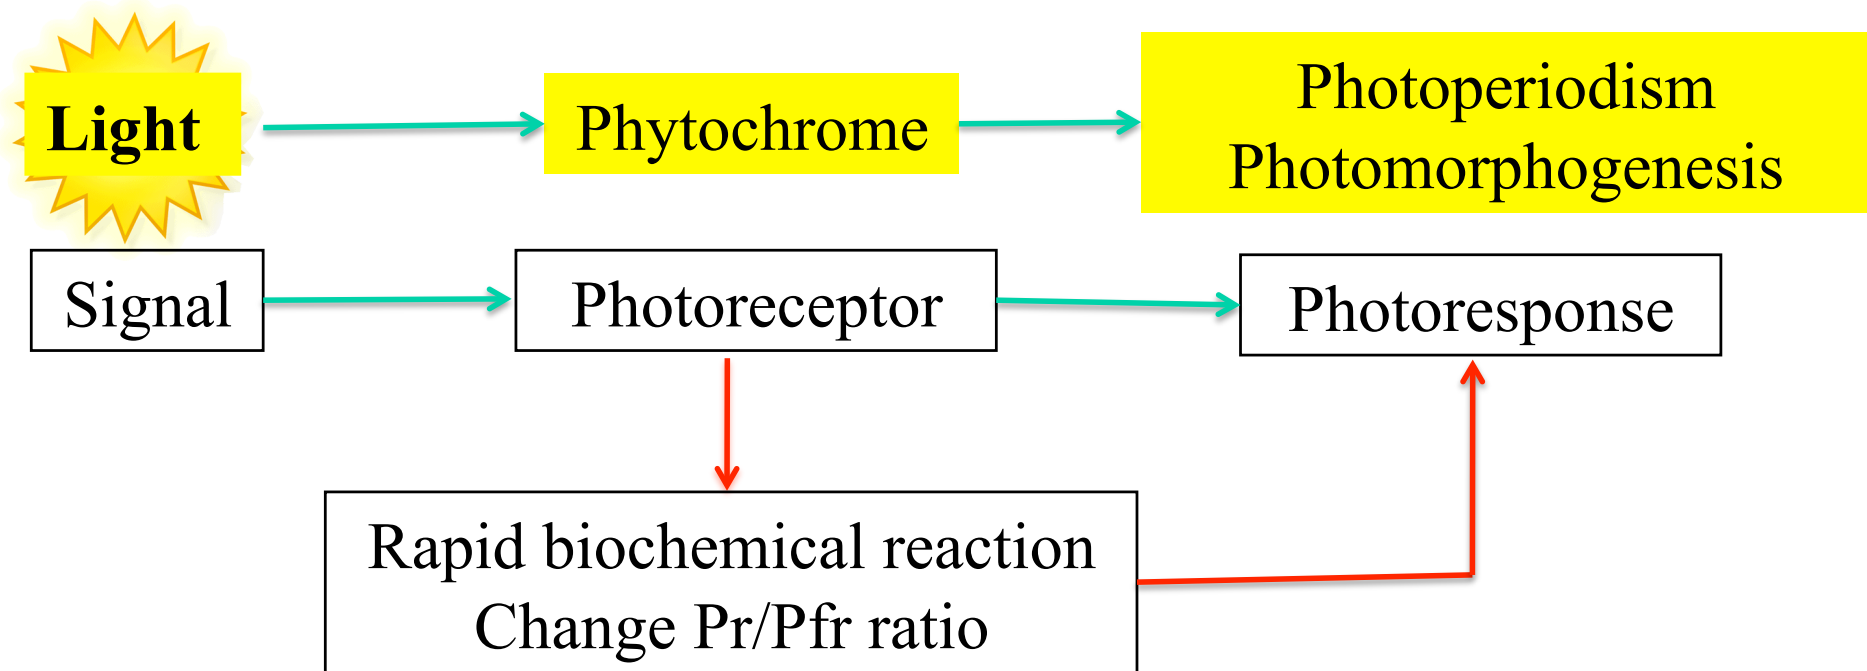 Light
Phytochrome
Photoperiodism
Photomorphogenesis
Signal
Photoreceptor
Photoresponse
Rapid biochemical reaction
Change Pr/Pfr ratio